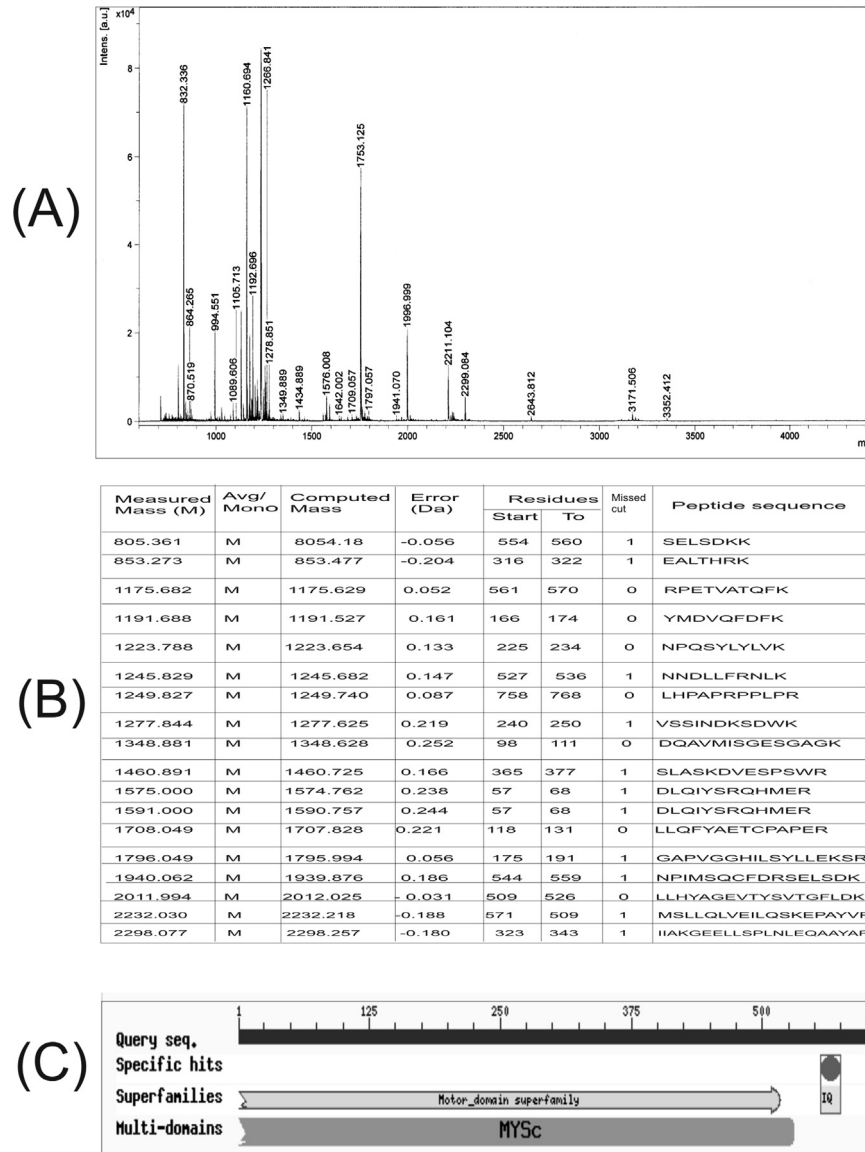 (A)
Intens. [a.u.]
x10⁴
8
6
4
2
0
832.336
864.265
870.519
994.551
1089.606
1105.713
1160.694
1192.696
1266.841
1278.851
1349.889
1434.889
1576.008
1642.002
1709.057
1753.125
1797.057
1941.070
1996.999
2211.104
2299.084
2643.812
3171.506
3352.412
1000 1500 2000 2500 3000 3500 4000
m
(B)
Measured Mass (M) Avg/ Mono Computed Mass Error (Da) Residues Start To Missed cut Peptide sequence
805.361 M 8054.18 -0.056 554 560 1 SELSDKK
853.273 M 853.477 -0.204 316 322 1 EALTHRK
1175.682 M 1175.629 0.052 561 570 0 RPETVATQFK
1191.688 M 1191.527 0.161 166 174 0 YMDVQFDFK
1223.788 M 1223.654 0.133 225 234 0 NPQSYLYLVK
1245.829 M 1245.682 0.147 527 536 1 NNDLLFRNLK
1249.827 M 1249.740 0.087 758 768 0 LHPAPRPPLPR
1277.844 M 1277.625 0.219 240 250 1 VSSINDKSDWK
1348.881 M 1348.628 0.252 98 111 0 DQAVMISGESGAGK
1460.891 M 1460.725 0.166 365 377 1 SLASKDVESPSWR
1575.000 M 1574.762 0.238 57 68 1 DLQIYSRQHMER
1591.000 M 1590.757 0.244 57 68 1 DLQIYSRQHMER
1708.049 M 1707.828 0.221 118 131 0 LLQFYAETCPAPER
1796.049 M 1795.994 0.056 175 191 1 GAPVGGHILSYLLEKSR
1940.062 M 1939.876 0.186 544 559 1 NPIMSQCFDRSELSDK
2011.994 M 2012.025 - 0.031 509 526 0 LLHYAGEVTYSVTGFLDK
2232.030 M 2232.218 -0.188 571 509 1 MSLLQLVEILQSKEPAYVR
2298.077 M 2298.257 -0.180 323 343 1 IIAKGEELLSPLNLEQAAYAR
(C)
1 125 250 375 500
Query seq.
Specific hits
Superfamilies Motor_domain superfamily IQ
Multi-domains MYSc